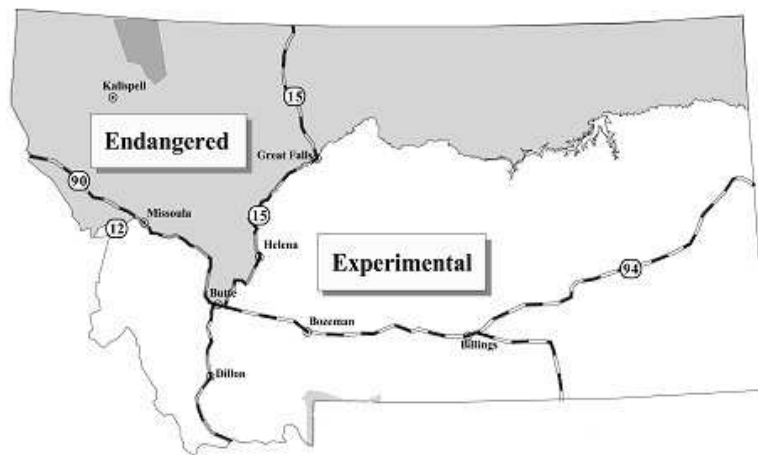 Kalispell
15
Endangered
Great Falls
90
Missoula
15
12
Helena
Experimental
94
Butte
Bozeman
Billings
Dillon